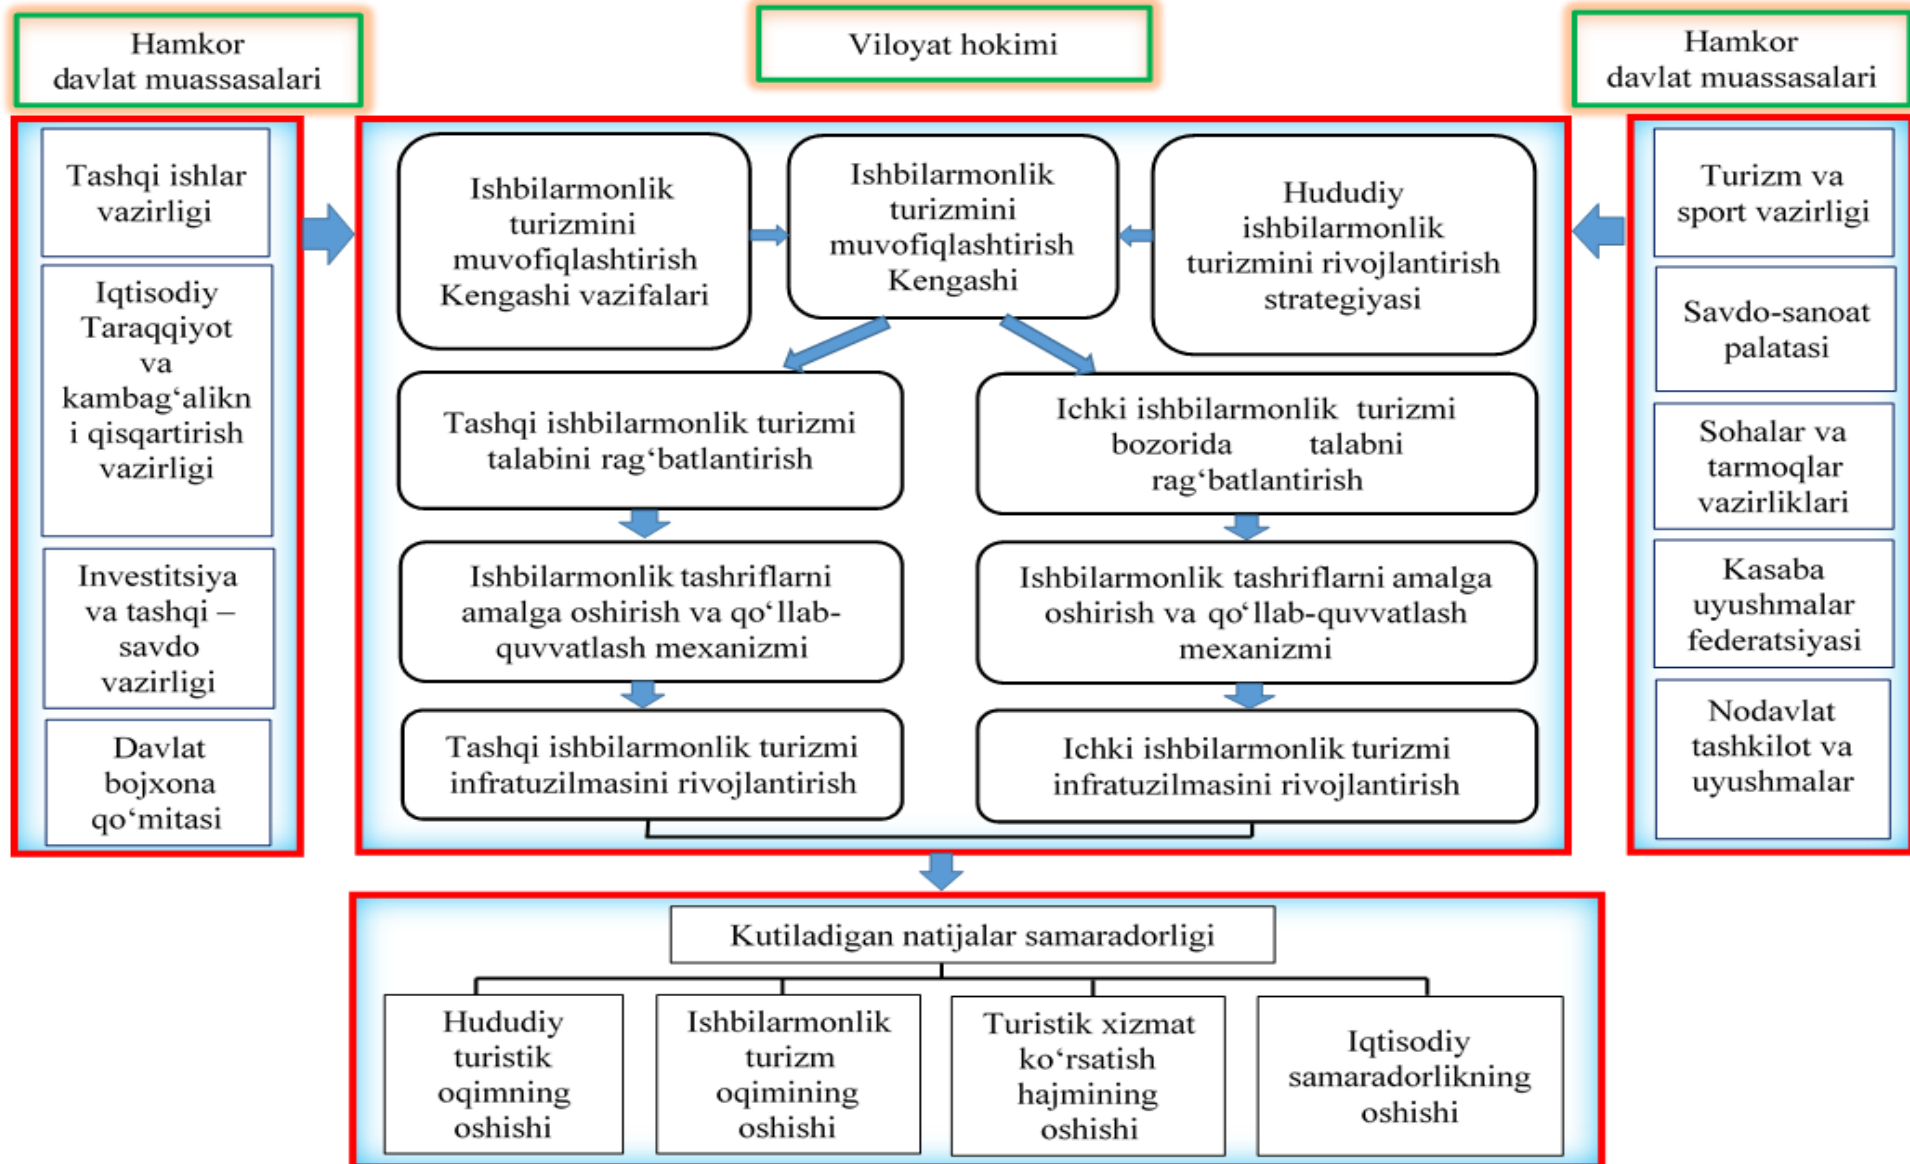 Hamkor
davlat muassasalari
Viloyat hokimi
Hamkor
davlat muassasalari
Tashqi ishlar
vazirligi
Iqtisodiy
Taraqqiyot
va
kambag‘alikn
i qisqartirish
vazirligi
Investitsiya
va tashqi –
savdo
vazirligi
Davlat
bojxona
qo‘mitasi
Ishbilarmonlik
turizmini
muvofiqlashtirish
Kengashi vazifalari
Ishbilarmonlik
turizmini
muvofiqlashtirish
Kengashi
Hududiy
ishbilarmonlik
turizmini rivojlantirish
strategiyasi
Tashqi ishbilarmonlik turizmi
talabini rag‘batlantirish
Ichki ishbilarmonlik turizmi
bozorida talabni
rag‘batlantirish
Ishbilarmonlik tashriflarni
amalga oshirish va qo‘llab-
quvvatlash mexanizmi
Ishbilarmonlik tashriflarni amalga
oshirish va qo‘llab-quvvatlash
mexanizmi
Tashqi ishbilarmonlik turizmi
infratuzilmasini rivojlantirish
Ichki ishbilarmonlik turizmi
infratuzilmasini rivojlantirish
Turizm va
sport vazirligi
Savdo-sanoat
palatasi
Sohalar va
tarmoqlar
vazirliklari
Kasaba
uyushmalar
federatsiyasi
Nodavlat
tashkilot va
uyushmalar
Kutiladigan natijalar samaradorligi
Hududiy
turistik
oqimning
oshishi
Ishbilarmonlik
turizm
oqimining
oshishi
Turistik xizmat
ko‘rsatish
hajmining
oshishi
Iqtisodiy
samaradorlikning
oshishi